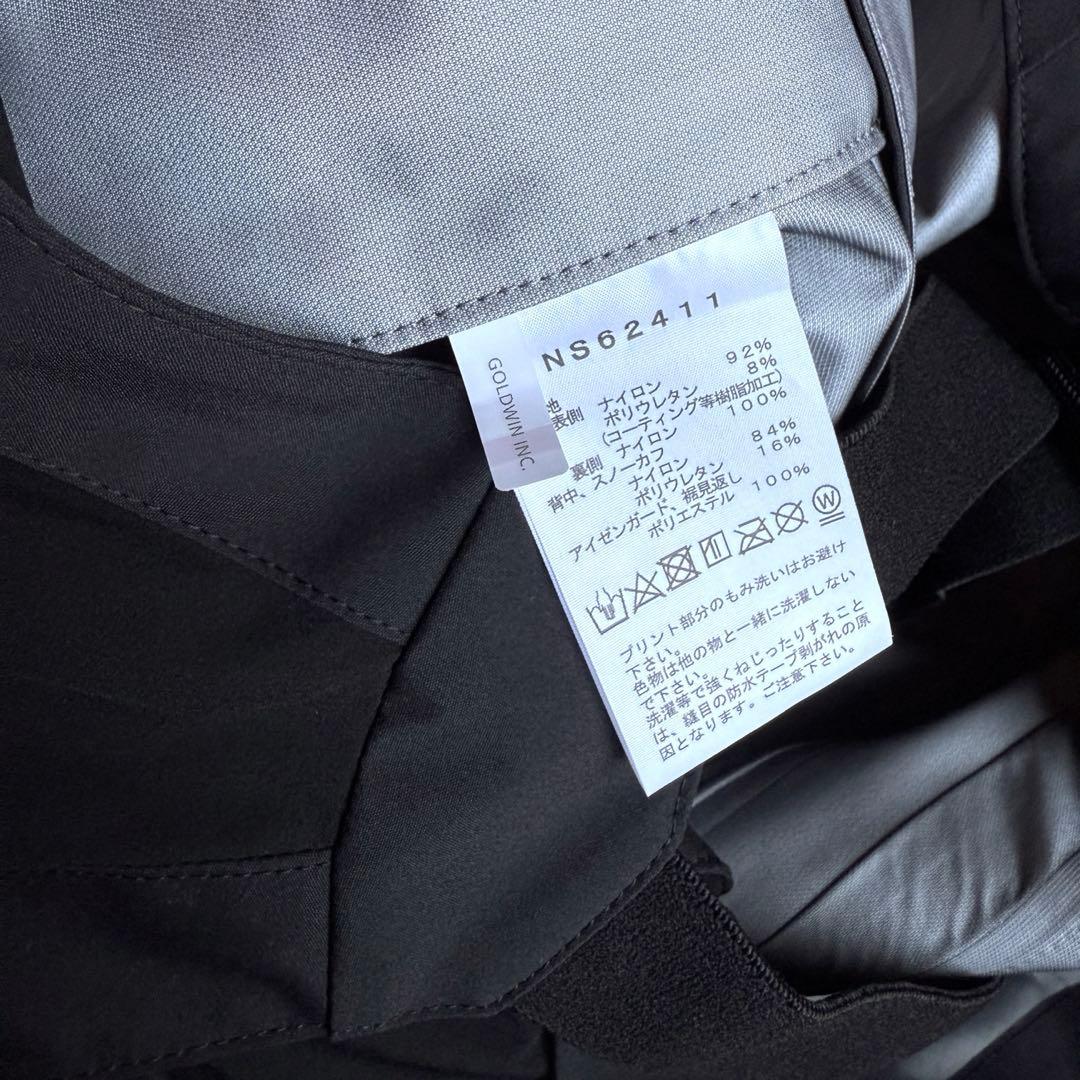 NS62411
GOLDWIN INC.
地
表側 ナイロン 92%
ポリウレタン 8%
(コーティング等樹脂加工)
裏側 ナイロン 100%
背中、スノーカフ
ナイロン 84%
ポリウレタン 16%
アイゼンガード、裾見返し
ポリエステル 100%
W
プリント部分のもみ洗いはお避け
下さい。
色物は他の物と一緒に洗濯しない
で下さい。
洗濯等で強くねじったりすること
は、縫目の防水テープ剥がれの原
因となります。ご注意下さい。